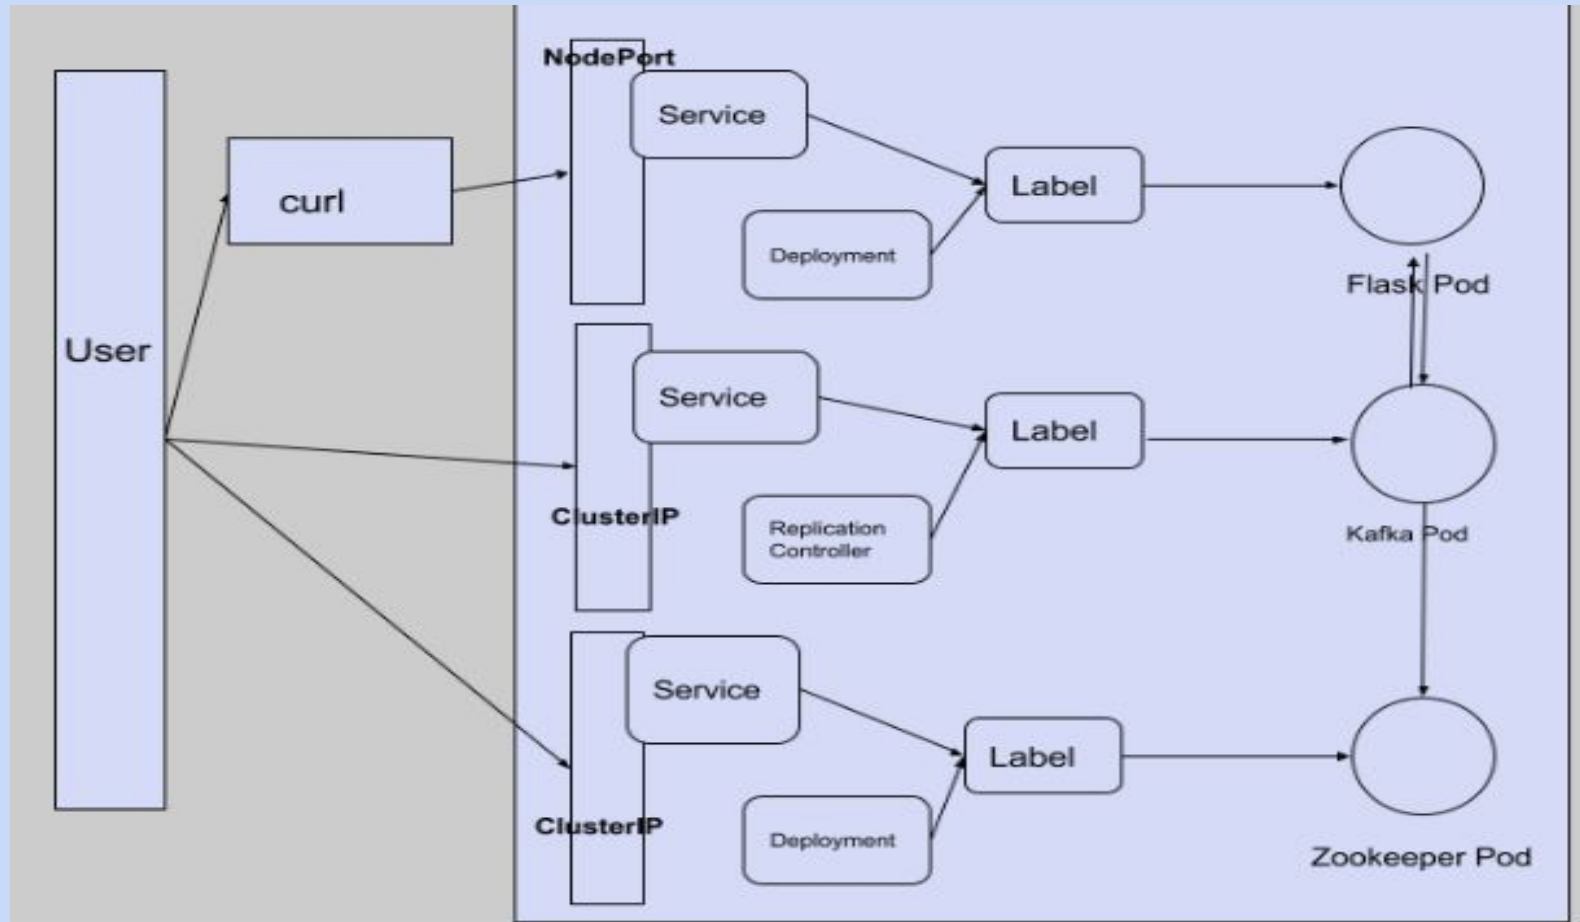 NodePort
Service
curl
Label
Deployment
Flask Pod
User
Service
Label
ClusterIP
Replication
Controller
Kafka Pod
Service
Label
ClusterIP
Deployment
Zookeeper Pod